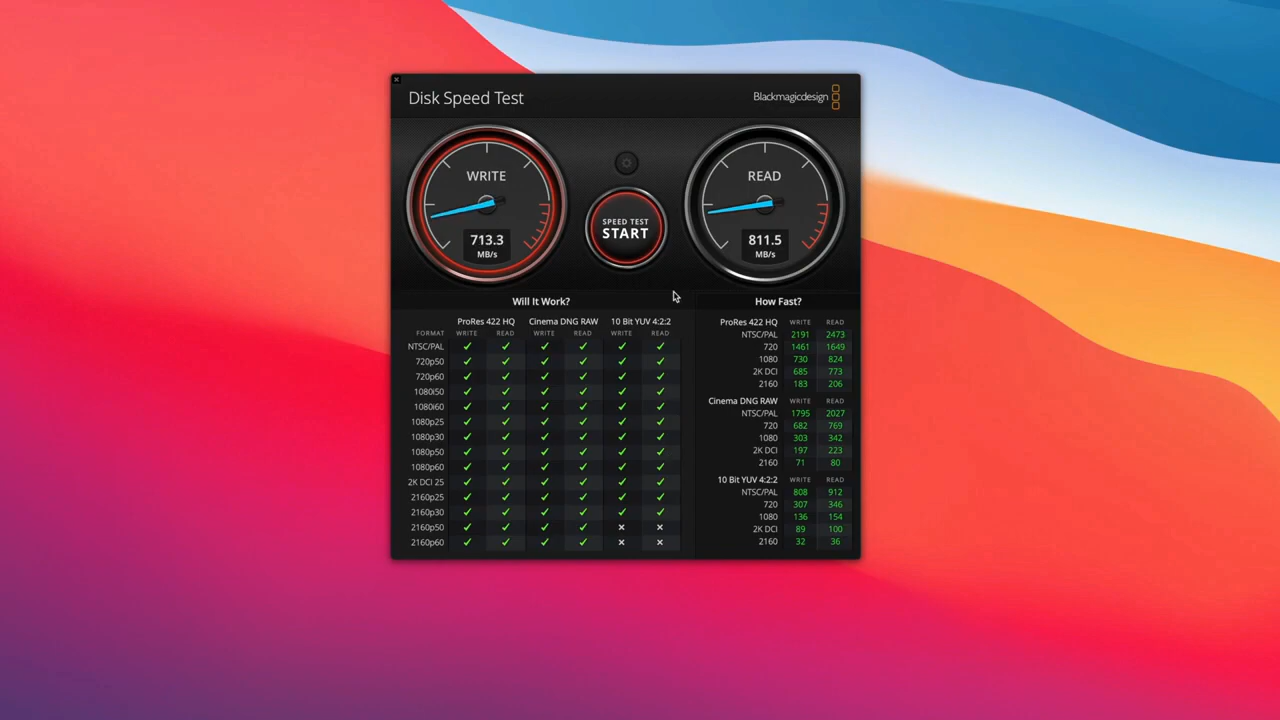 Disk Speed Test
Blackmagicdesign
WRITE
713.3
MB/s
SPEED TEST
START
READ
811.5
MB/s
Will It Work?
ProRes 422 HQ Cinema DNG RAW 10 Bit YUV 4:2:2
FORMAT WRITE READ WRITE READ WRITE READ
NTSC/PAL ✓ ✓ ✓ ✓ ✓ ✓
720p50 ✓ ✓ ✓ ✓ ✓ ✓
720p60 ✓ ✓ ✓ ✓ ✓ ✓
1080i50 ✓ ✓ ✓ ✓ ✓ ✓
1080i60 ✓ ✓ ✓ ✓ ✓ ✓
1080p25 ✓ ✓ ✓ ✓ ✓ ✓
1080p30 ✓ ✓ ✓ ✓ ✓ ✓
1080p50 ✓ ✓ ✓ ✓ ✓ ✓
1080p60 ✓ ✓ ✓ ✓ ✓ ✓
2K DCI 25 ✓ ✓ ✓ ✓ ✓ ✓
2160p25 ✓ ✓ ✓ ✓ ✓ ✓
2160p30 ✓ ✓ ✓ ✓ ✓ ✓
2160p50 ✓ ✓ ✓ ✓ × ×
2160p60 ✓ ✓ ✓ ✓ × ×
How Fast?
ProRes 422 HQ WRITE READ
NTSC/PAL 2191 2473
720 1461 1649
1080 730 824
2K DCI 685 773
2160 183 206
Cinema DNG RAW WRITE READ
NTSC/PAL 1795 2027
720 682 769
1080 303 342
2K DCI 197 223
2160 71 80
10 Bit YUV 4:2:2 WRITE READ
NTSC/PAL 808 912
720 307 346
1080 136 154
2K DCI 89 100
2160 32 36